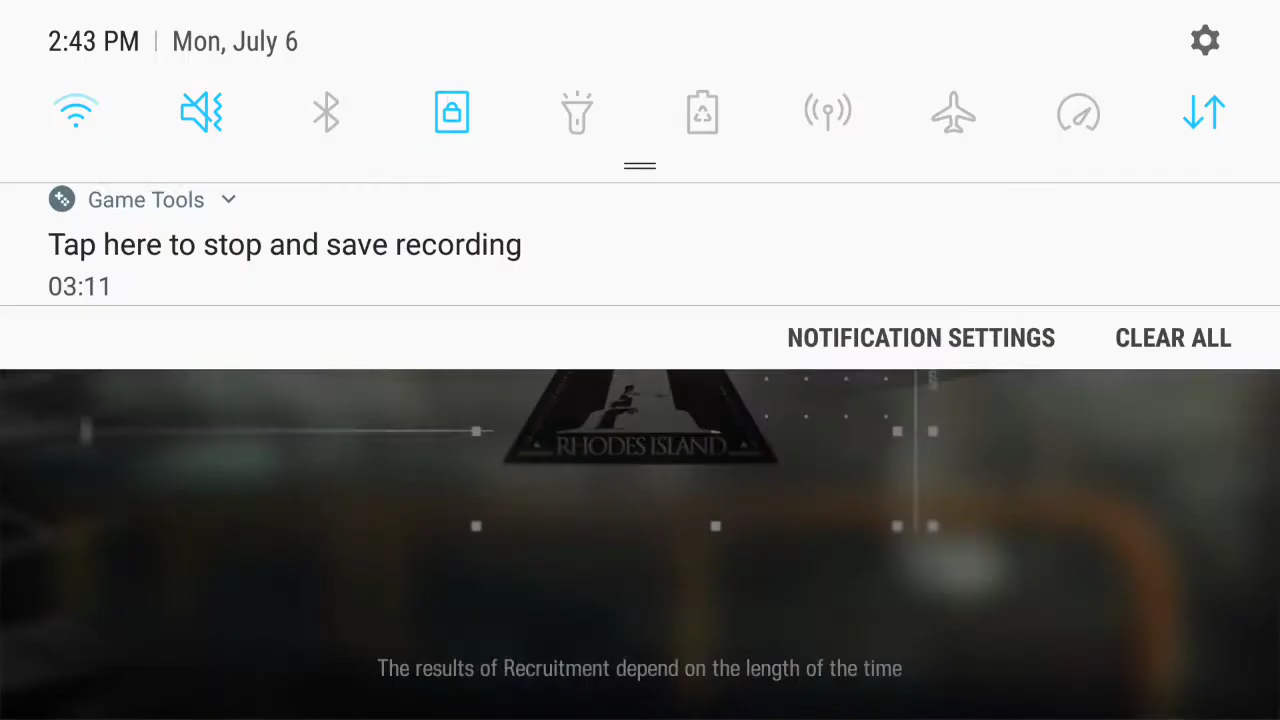 2:43 PM | Mon, July 6
Game Tools
Tap here to stop and save recording
03:11
NOTIFICATION SETTINGS CLEAR ALL
RHODES ISLAND
The results of Recruitment depend on the length of the time